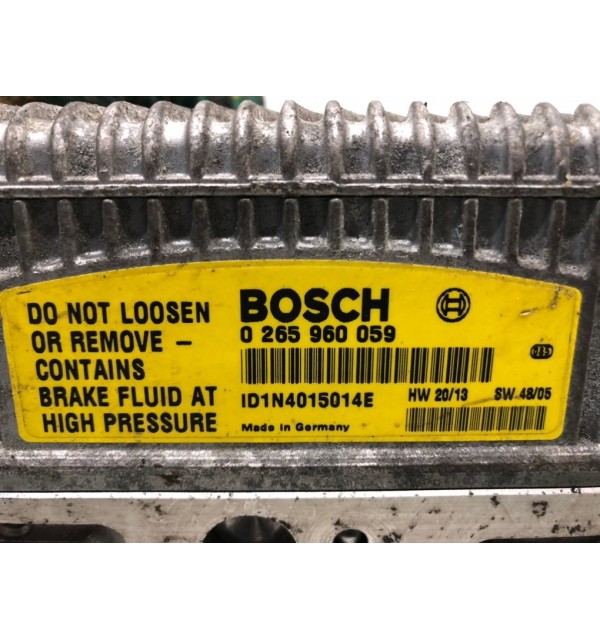 DO NOT LOOSEN
OR REMOVE –
CONTAINS
BRAKE FLUID AT
HIGH PRESSURE
BOSCH
0 265 960 059
ID1N4015014E
Made in Germany
HW 20/13 SW 48/05